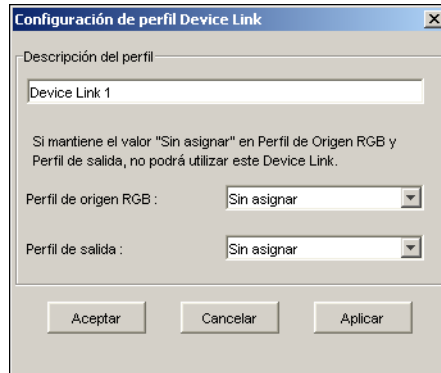 Configuración de perfil Device Link
Descripción del perfil
Device Link 1
Si mantiene el valor "Sin asignar" en Perfil de Origen RGB y
Perfil de salida, no podrá utilizar este Device Link.
Perfil de origen RGB : Sin asignar
Perfil de salida : Sin asignar
Aceptar Cancelar Aplicar